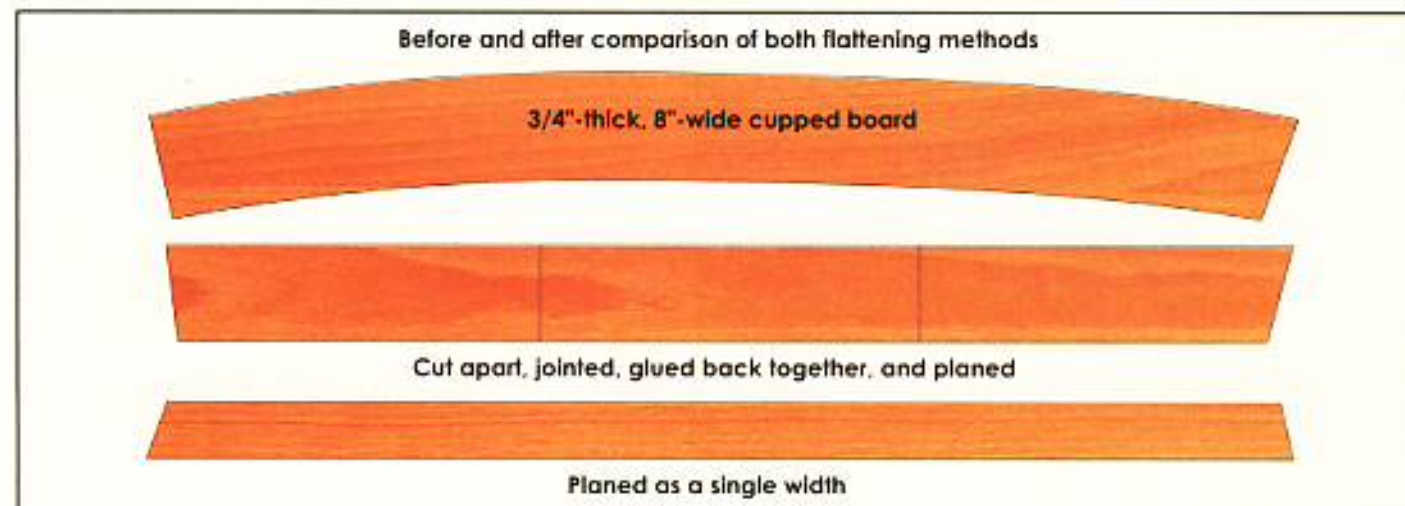 Before and after comparison of both flattening methods
3/4"-thick, 8"-wide cupped board
Cut apart, jointed, glued back together, and planed
Planed as a single width